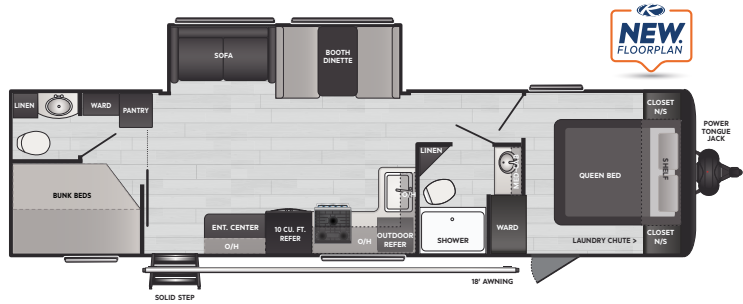 K
NEW.
FLOORPLAN
SOFA
BOOTH
DINETTE
LINEN
WARD
PANTRY
CLOSET
N/S
POWER
TONGUE
JACK
LINEN
SHELF
QUEEN BED
BUNK BEDS
ENT. CENTER
O/H
10 CU. FT.
REFER
O/H
OUTDOOR
REFER
SHOWER
WARD
LAUNDRY CHUTE >
CLOSET
N/S
18' AWNING
SOLID STEP